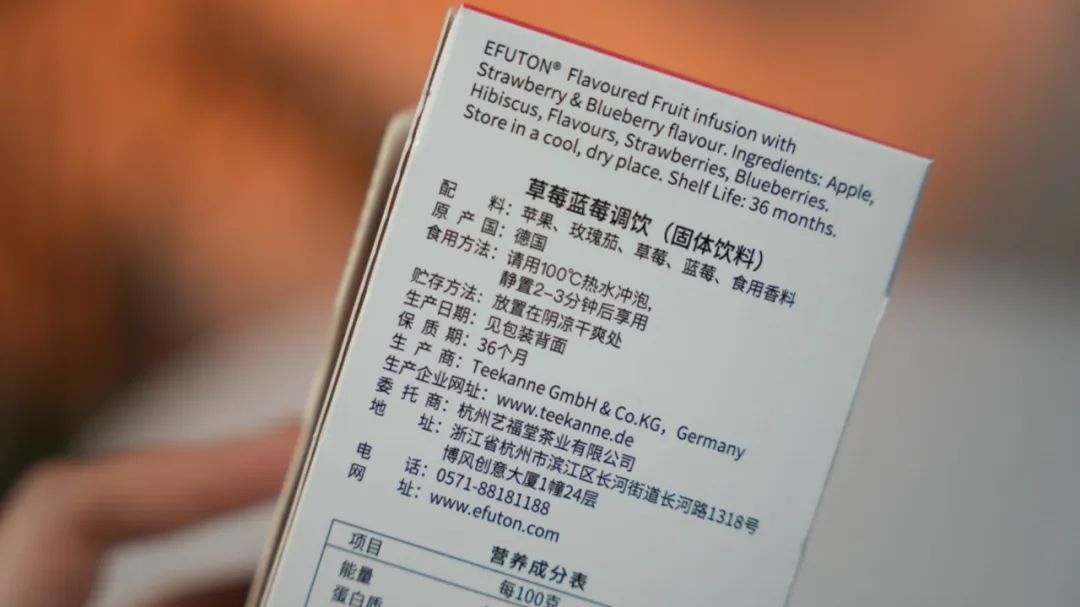 EFUTON® Flavoured Fruit infusion with
Strawberry & Blueberry flavour. Ingredients: Apple,
Hibiscus, Flavours, Strawberries, Blueberries.
Store in a cool, dry place. Shelf Life: 36 months.
草莓蓝莓调饮（固体饮料）
配料：苹果、玫瑰茄、草莓、蓝莓、食用香料
原产国：德国
食用方法：请用100℃热水冲泡,
静置2-3分钟后享用
贮存方法：放置在阴凉干爽处
生产日期：见包装背面
保质期：36个月
生产商：Teekanne GmbH & Co.KG，Germany
生产企业网址：www.teekanne.de
委托商：杭州艺福堂茶业有限公司
地址：浙江省杭州市滨江区长河街道长河路1318号
博风创意大厦1幢24层
电话：0571-88181188
网址：www.efuton.com
营养成分表
项目 每100克
能量
蛋白质